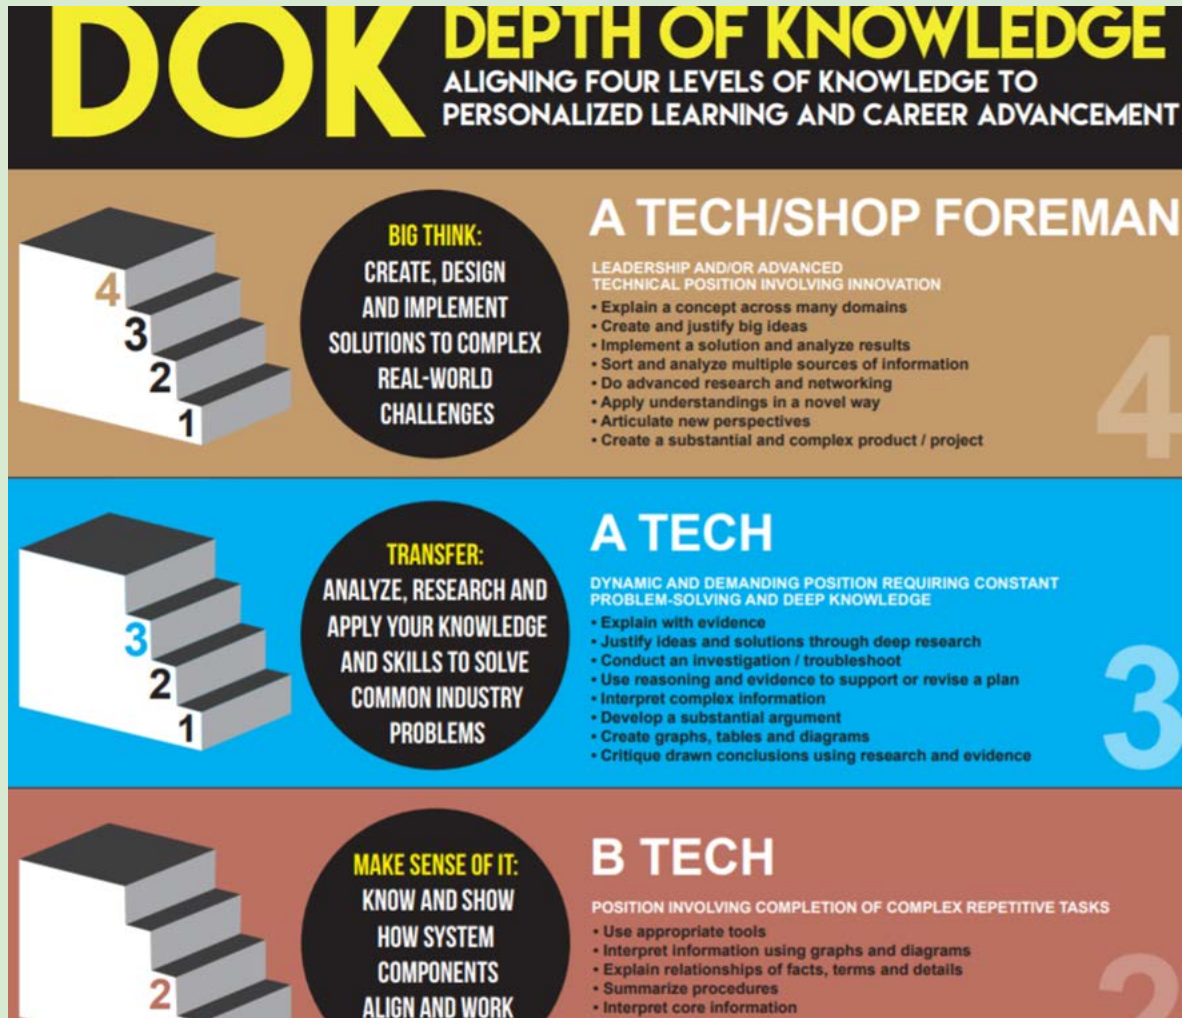 DOK
DEPTH OF KNOWLEDGE
ALIGNING FOUR LEVELS OF KNOWLEDGE TO
PERSONALIZED LEARNING AND CAREER ADVANCEMENT
4
3
2
1
BIG THINK:
CREATE, DESIGN
AND IMPLEMENT
SOLUTIONS TO COMPLEX
REAL-WORLD
CHALLENGES
A TECH/SHOP FOREMAN
LEADERSHIP AND/OR ADVANCED
TECHNICAL POSITION INVOLVING INNOVATION
• Explain a concept across many domains
• Create and justify big ideas
• Implement a solution and analyze results
• Sort and analyze multiple sources of information
• Do advanced research and networking
• Apply understandings in a novel way
• Articulate new perspectives
• Create a substantial and complex product / project
4
3
2
1
TRANSFER:
ANALYZE, RESEARCH AND
APPLY YOUR KNOWLEDGE
AND SKILLS TO SOLVE
COMMON INDUSTRY
PROBLEMS
A TECH
DYNAMIC AND DEMANDING POSITION REQUIRING CONSTANT
PROBLEM-SOLVING AND DEEP KNOWLEDGE
• Explain with evidence
• Justify ideas and solutions through deep research
• Conduct an investigation / troubleshoot
• Use reasoning and evidence to support or revise a plan
• Interpret complex information
• Develop a substantial argument
• Create graphs, tables and diagrams
• Critique drawn conclusions using research and evidence
3
2
MAKE SENSE OF IT:
KNOW AND SHOW
HOW SYSTEM
COMPONENTS
ALIGN AND WORK
B TECH
POSITION INVOLVING COMPLETION OF COMPLEX REPETITIVE TASKS
• Use appropriate tools
• Interpret information using graphs and diagrams
• Explain relationships of facts, terms and details
• Summarize procedures
• Interpret core information
2